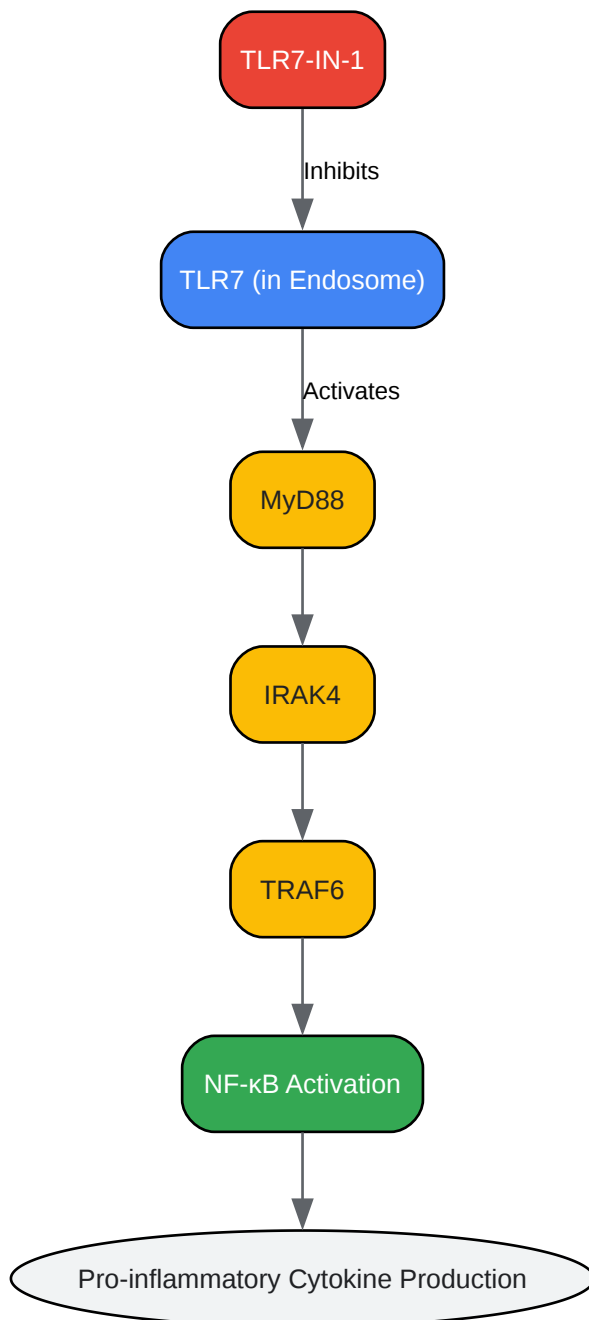 TLR7-IN-1
Inhibits
TLR7 (in Endosome)
Activates
MyD88
IRAK4
TRAF6
NF-κB Activation
Pro-inflammatory Cytokine Production